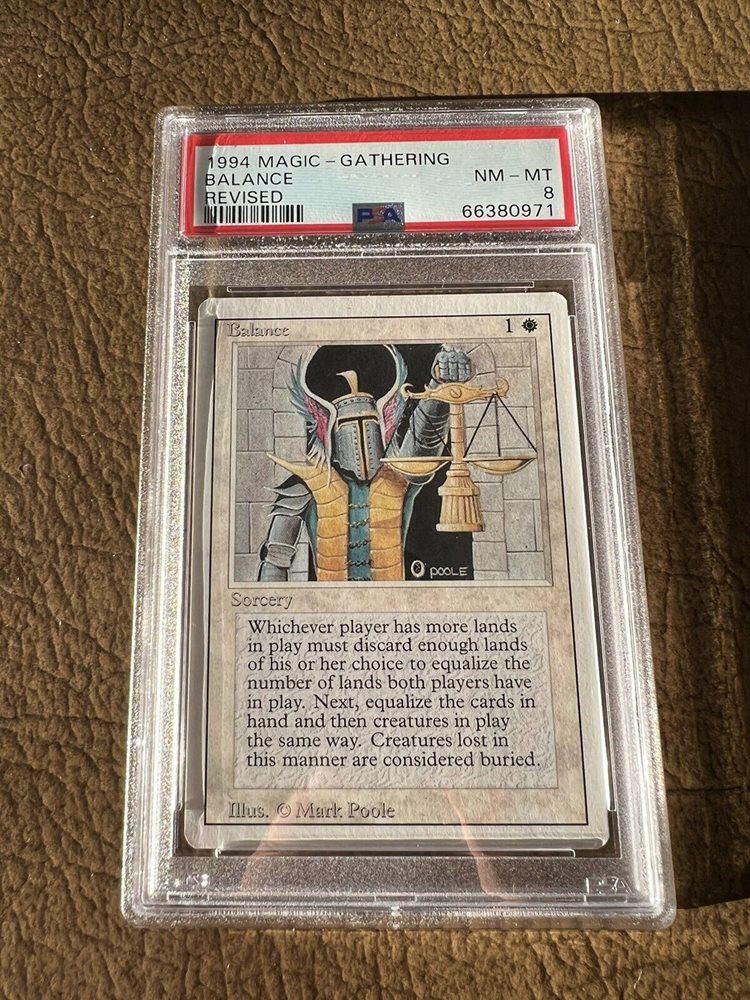 1994 MAGIC - GATHERING
BALANCE NM - MT
REVISED 8
PSA 66380971
Balance 1
POOLE
Sorcery
Whichever player has more lands
in play must discard enough lands
of his or her choice to equalize the
number of lands both players have
in play. Next, equalize the cards in
hand and then creatures in play
the same way. Creatures lost in
this manner are considered buried.
Illus. © Mark Poole